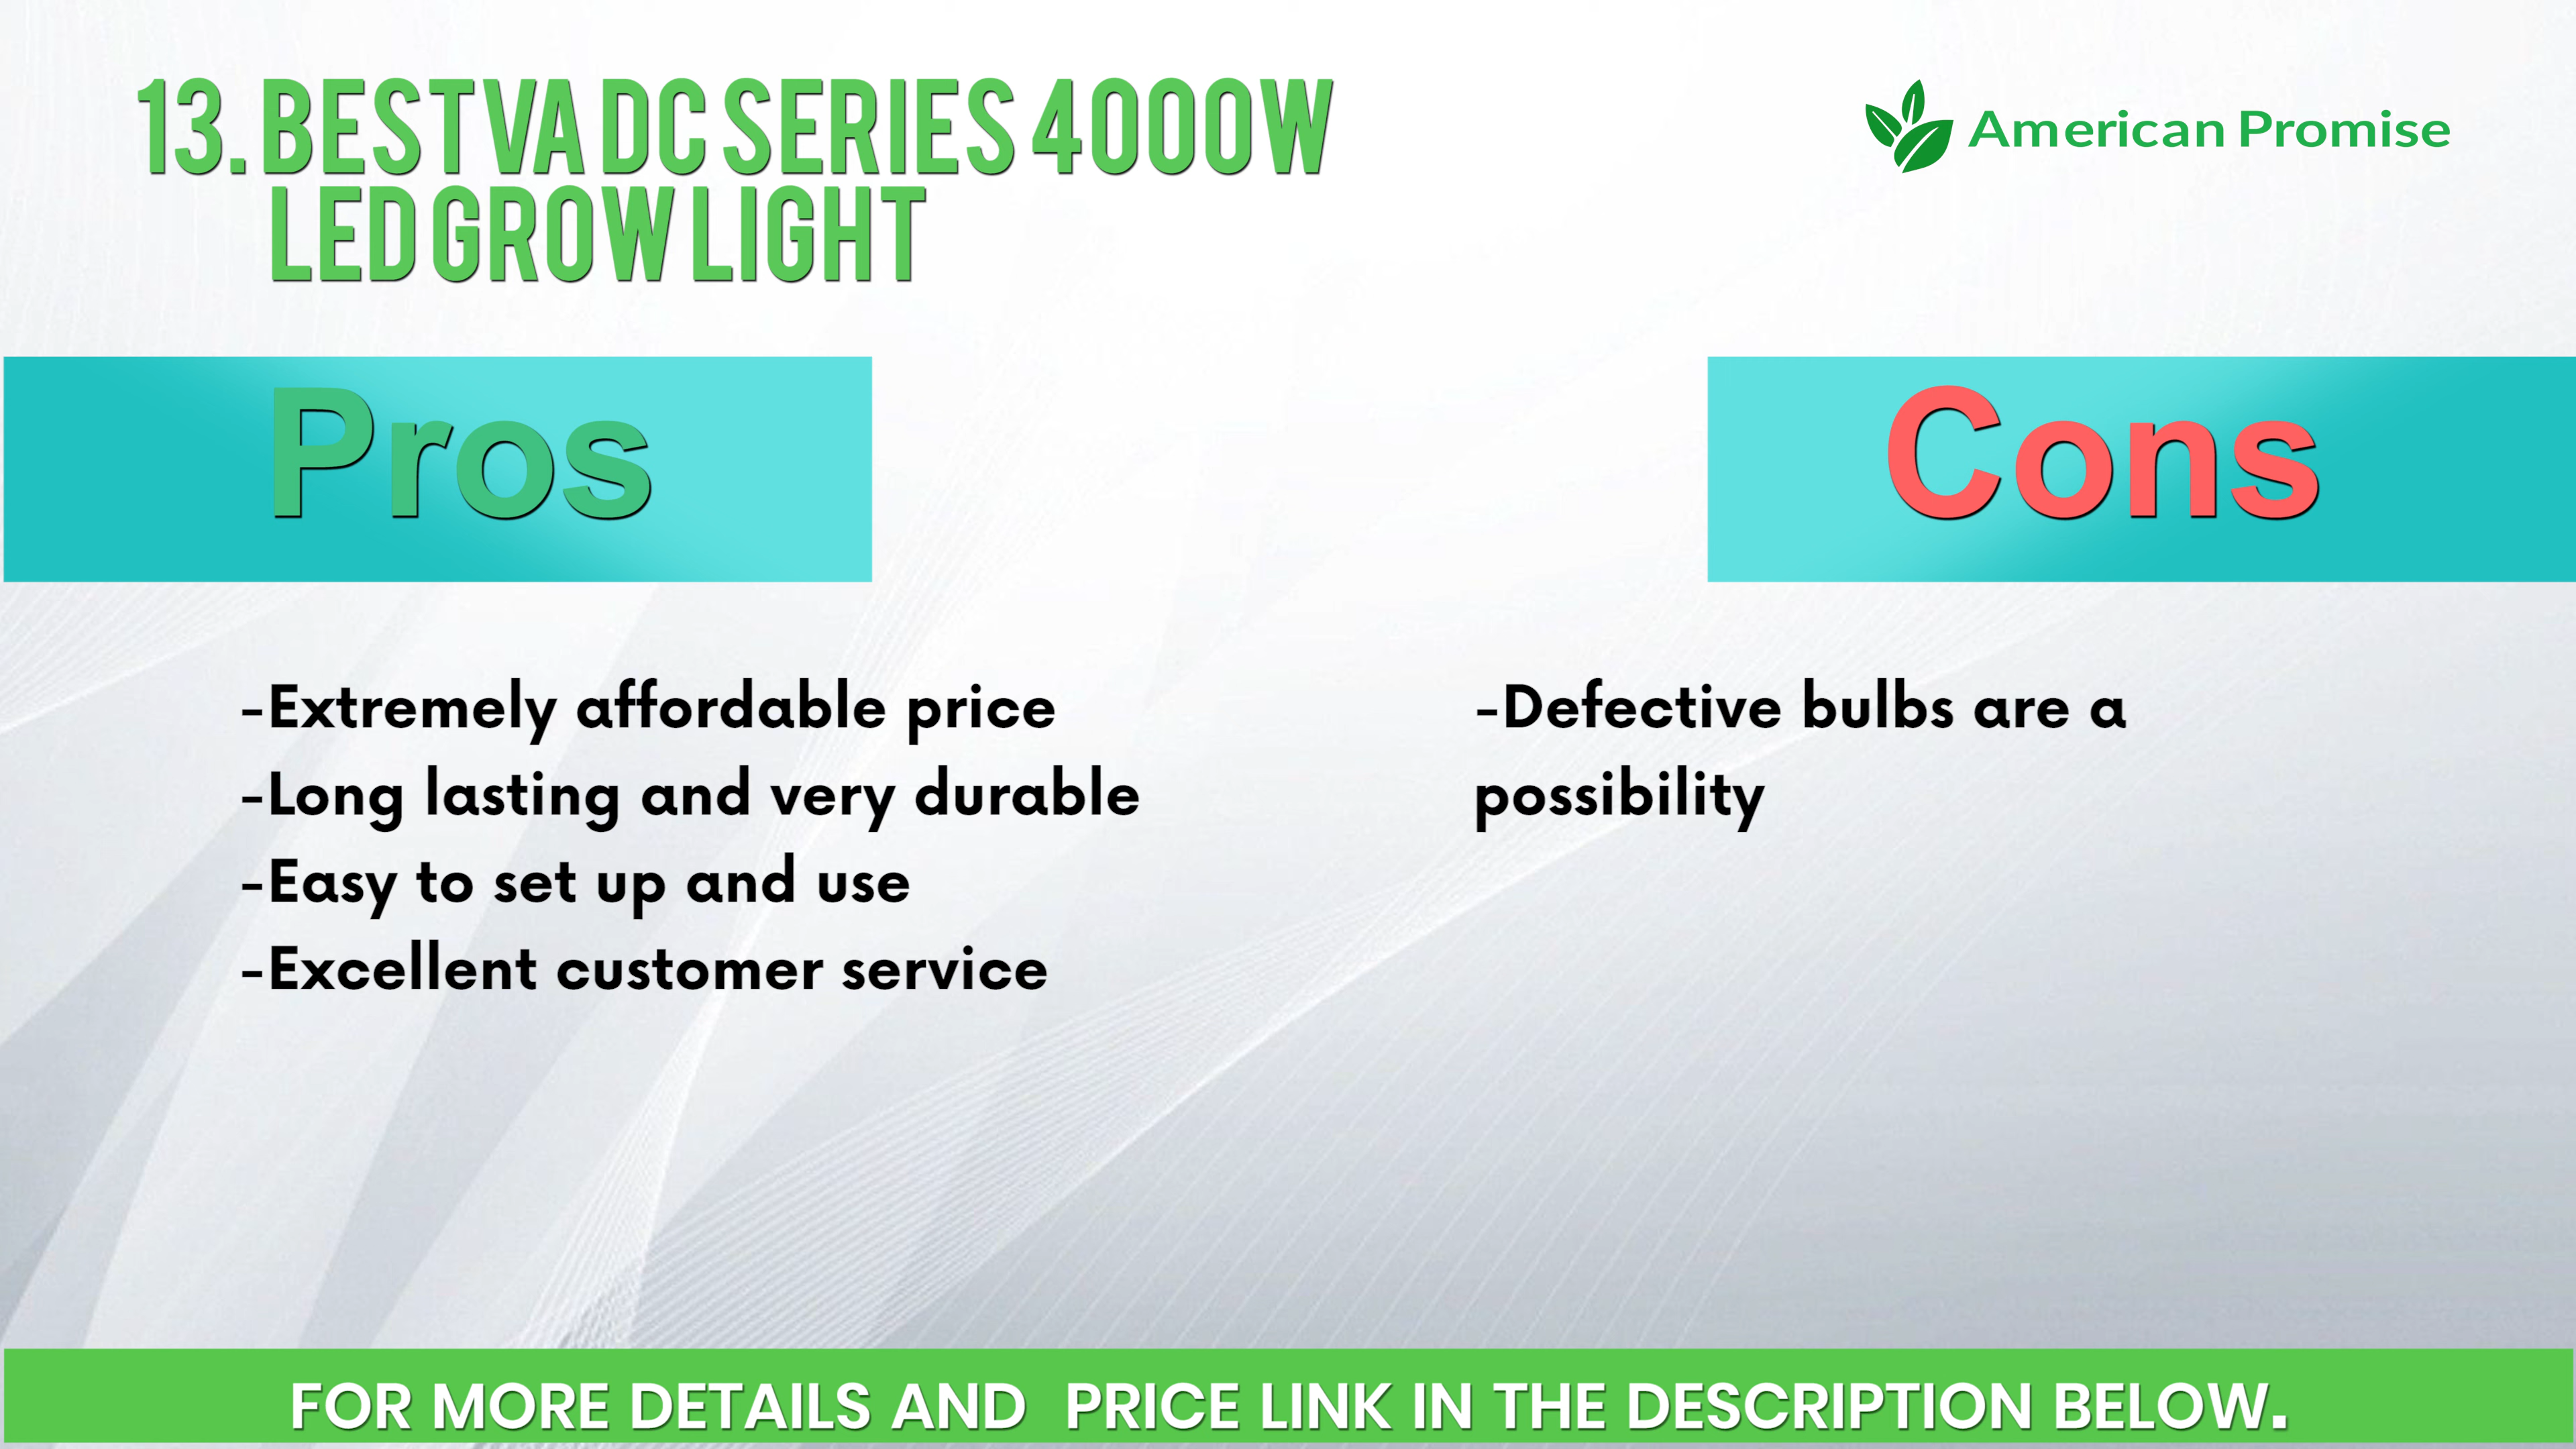 13. BESTVA DC SERIES 4000W
LED GROW LIGHT
American Promise
Pros
Cons
-Extremely affordable price
-Long lasting and very durable
-Easy to set up and use
-Excellent customer service
-Defective bulbs are a
possibility
FOR MORE DETAILS AND PRICE LINK IN THE DESCRIPTION BELOW.